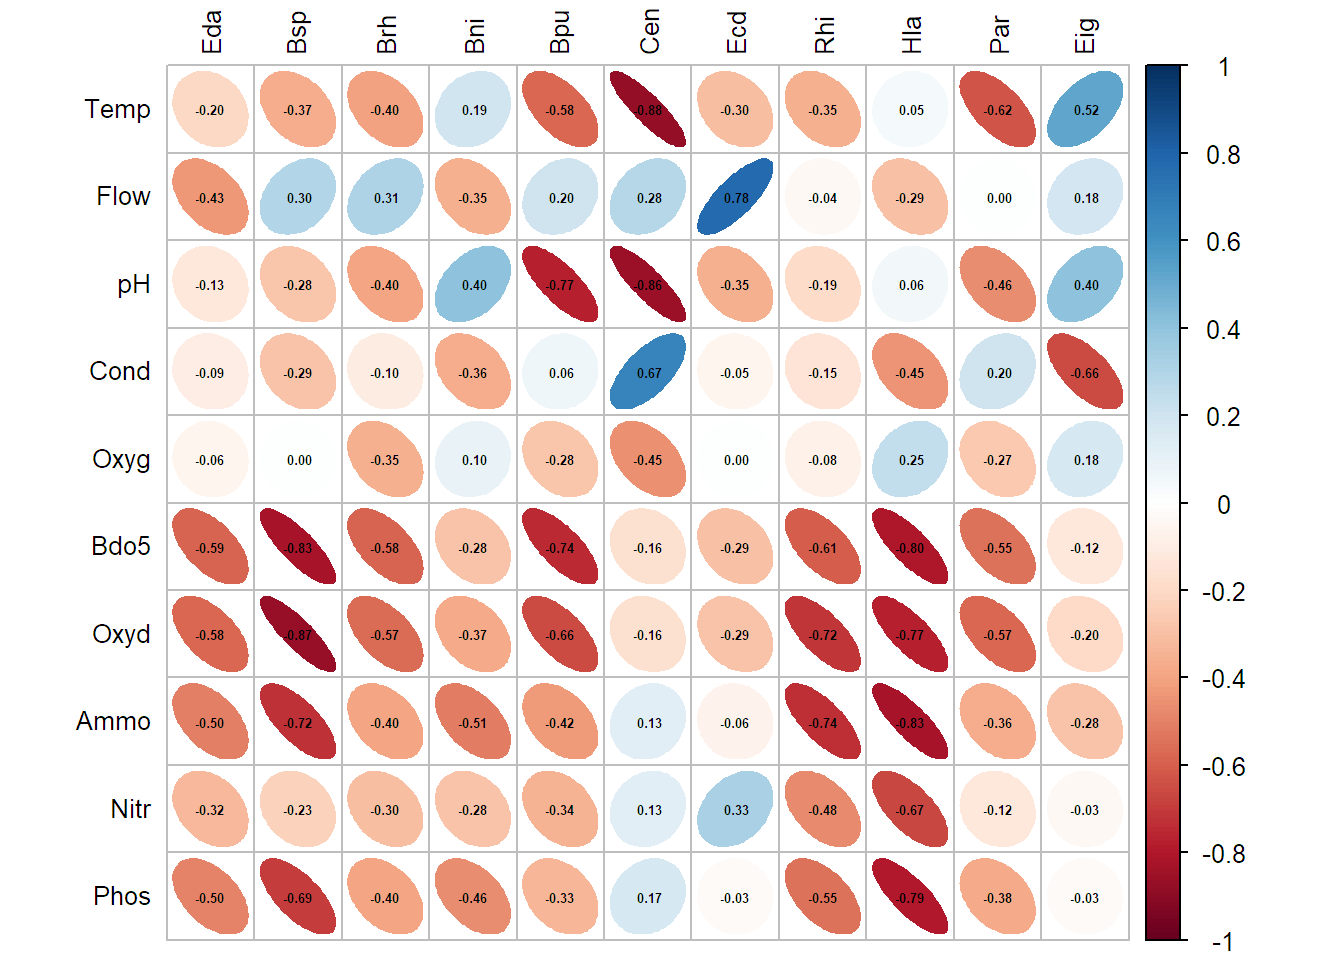 Eda Bsp Brh Bni Bpu Cen Ecd Rhi Hla Par Eig
Temp -0.20 -0.37 -0.40 0.19 -0.58 -0.88 -0.30 -0.35 0.05 -0.62 0.52
Flow -0.43 0.30 0.31 -0.35 0.20 0.28 0.78 -0.04 -0.29 0.00 0.18
pH -0.13 -0.28 -0.40 0.40 -0.77 -0.86 -0.35 -0.19 0.06 -0.46 0.40
Cond -0.09 -0.29 -0.10 -0.36 0.06 0.67 -0.05 -0.15 -0.45 0.20 -0.66
Oxyg -0.06 0.00 -0.35 0.10 -0.28 -0.45 0.00 -0.08 0.25 -0.27 0.18
Bdo5 -0.59 -0.83 -0.58 -0.28 -0.74 -0.16 -0.29 -0.61 -0.80 -0.55 -0.12
Oxyd -0.58 -0.87 -0.57 -0.37 -0.66 -0.16 -0.29 -0.72 -0.77 -0.57 -0.20
Ammo -0.50 -0.72 -0.40 -0.51 -0.42 0.13 -0.06 -0.74 -0.83 -0.36 -0.28
Nitr -0.32 -0.23 -0.30 -0.28 -0.34 0.13 0.33 -0.48 -0.67 -0.12 -0.03
Phos -0.50 -0.69 -0.40 -0.46 -0.33 0.17 -0.03 -0.55 -0.79 -0.38 -0.03
1
0.8
0.6
0.4
0.2
0
-0.2
-0.4
-0.6
-0.8
-1